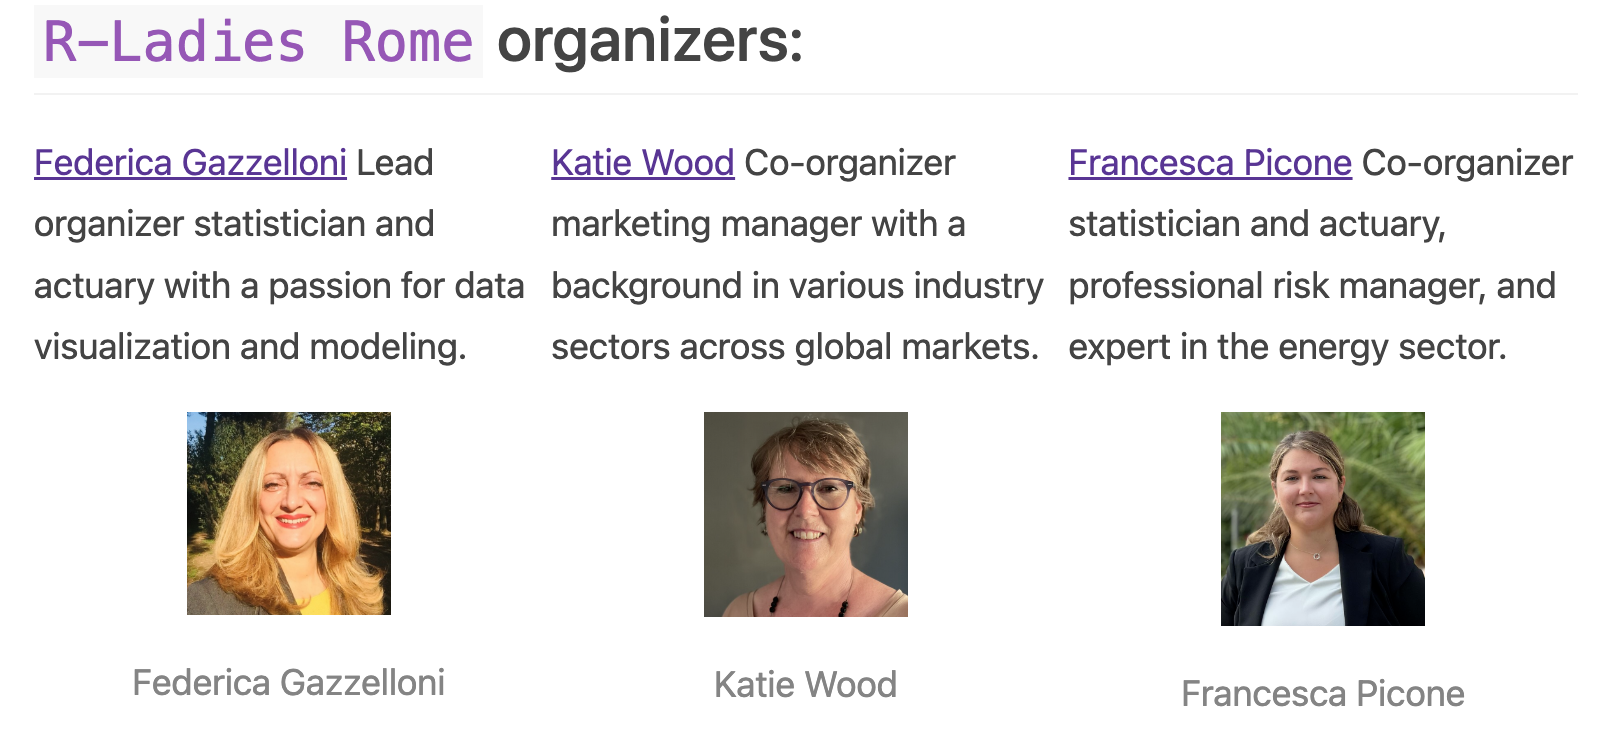 R-Ladies Rome organizers:
Federica Gazzelloni Lead
organizer statistician and
actuary with a passion for data
visualization and modeling.
Katie Wood Co-organizer
marketing manager with a
background in various industry
sectors across global markets.
Francesca Picone Co-organizer
statistician and actuary,
professional risk manager, and
expert in the energy sector.
Federica Gazzelloni
Katie Wood
Francesca Picone